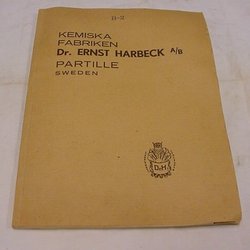 B-2
KEMISKA
FABRIKEN
Dr. ERNST HARBECK A/B
PARTILLE
SWEDEN
D:H